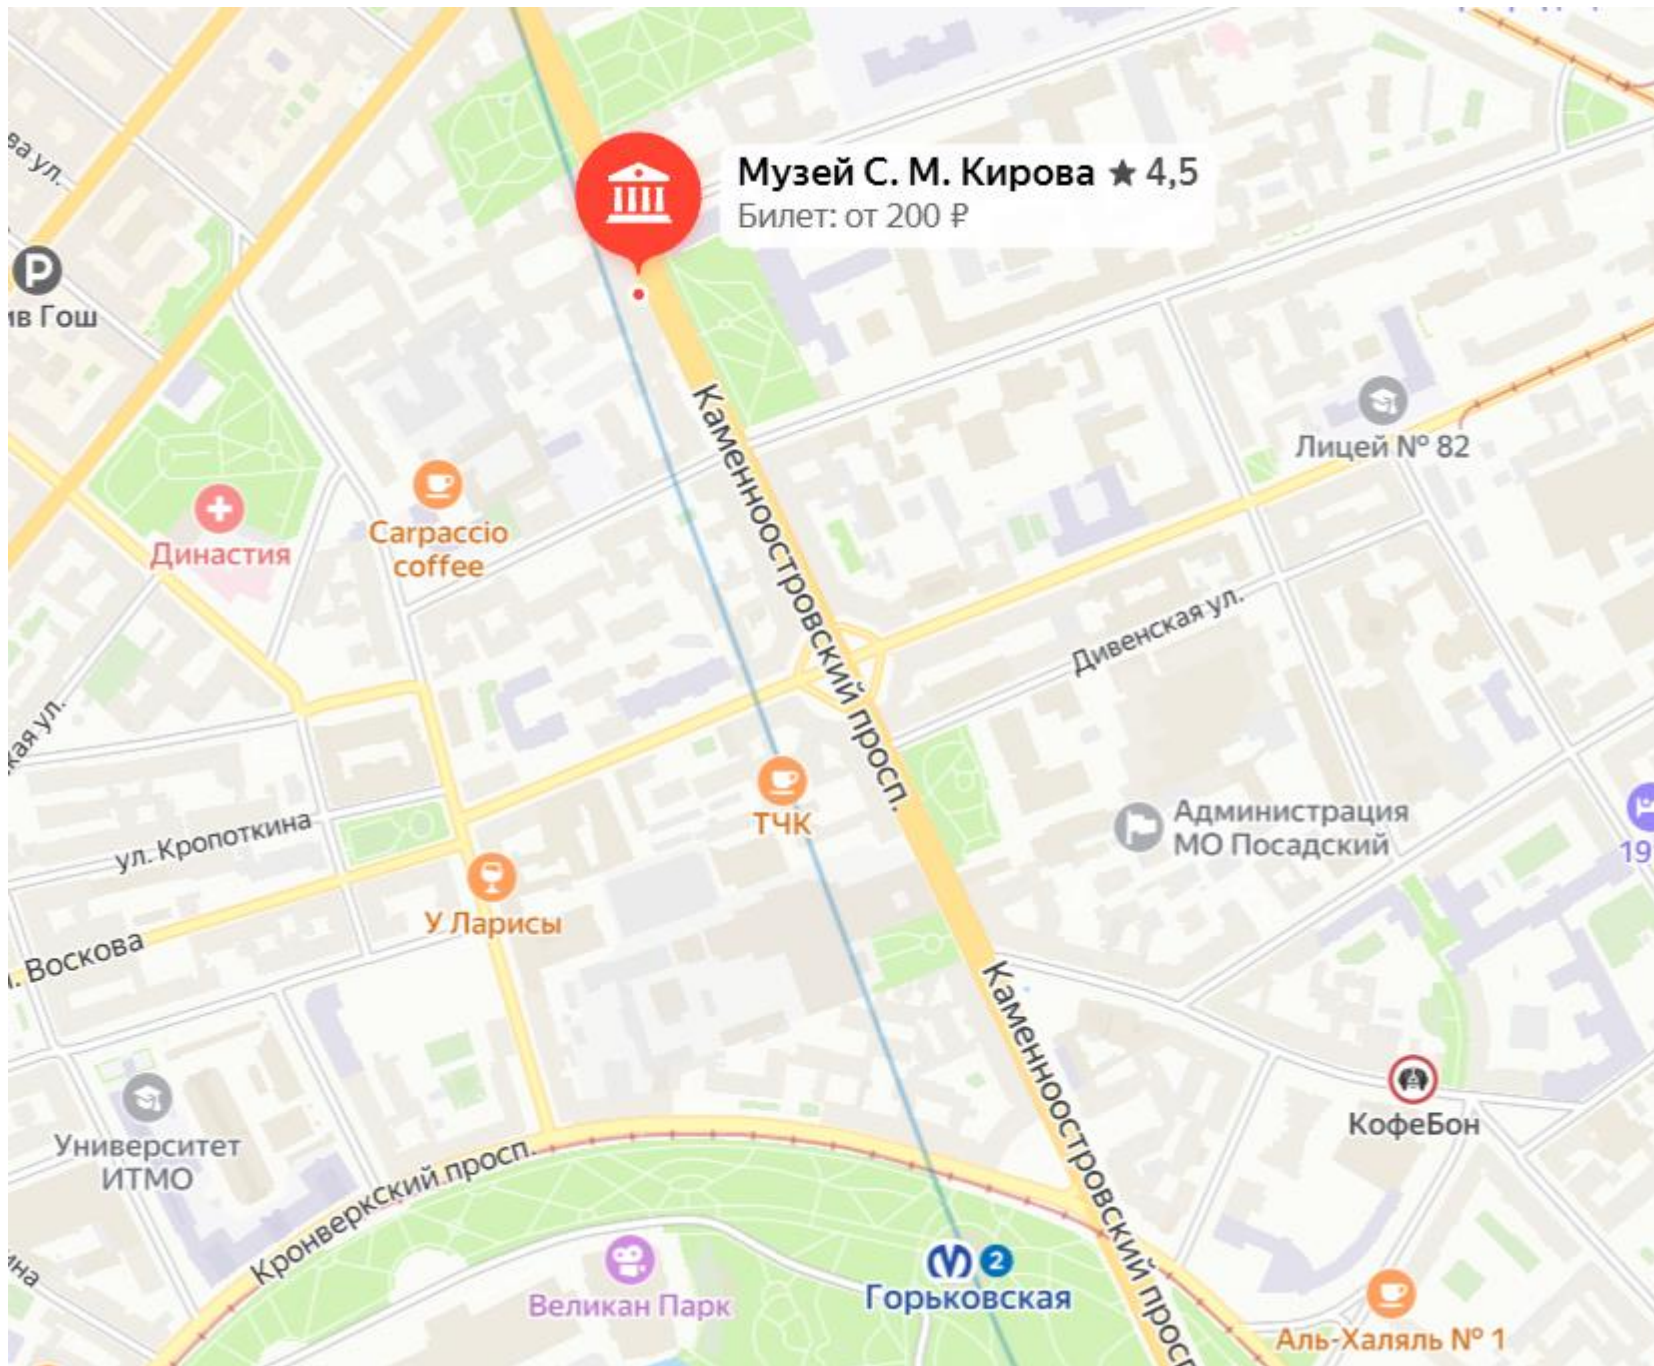 ва ул.
Музей С. М. Кирова ★ 4,5
Билет: от 200 ₽
P
ив Гош
Каменноостровский просп.
Лицей № 82
Carpaccio
coffee
Династия
Дивенская ул.
кая ул.
ТЧК
Администрация
МО Посадский
19
ул. Кропоткина
У Ларисы
л. Воскова
Каменноостровский просп
КофеБон
Университет
ИТМО
Кронверкский просп.
ина
2
Горьковская
Великан Парк
Аль-Халяль № 1